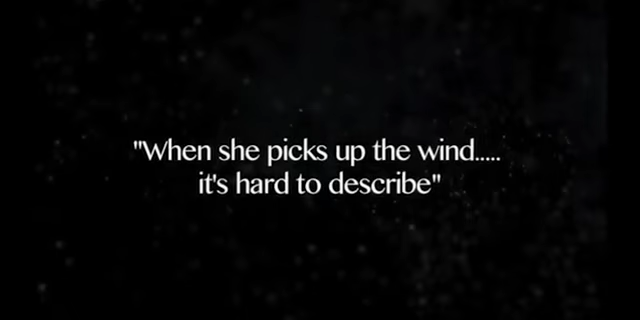 "When she picks up the wind.....
it's hard to describe"